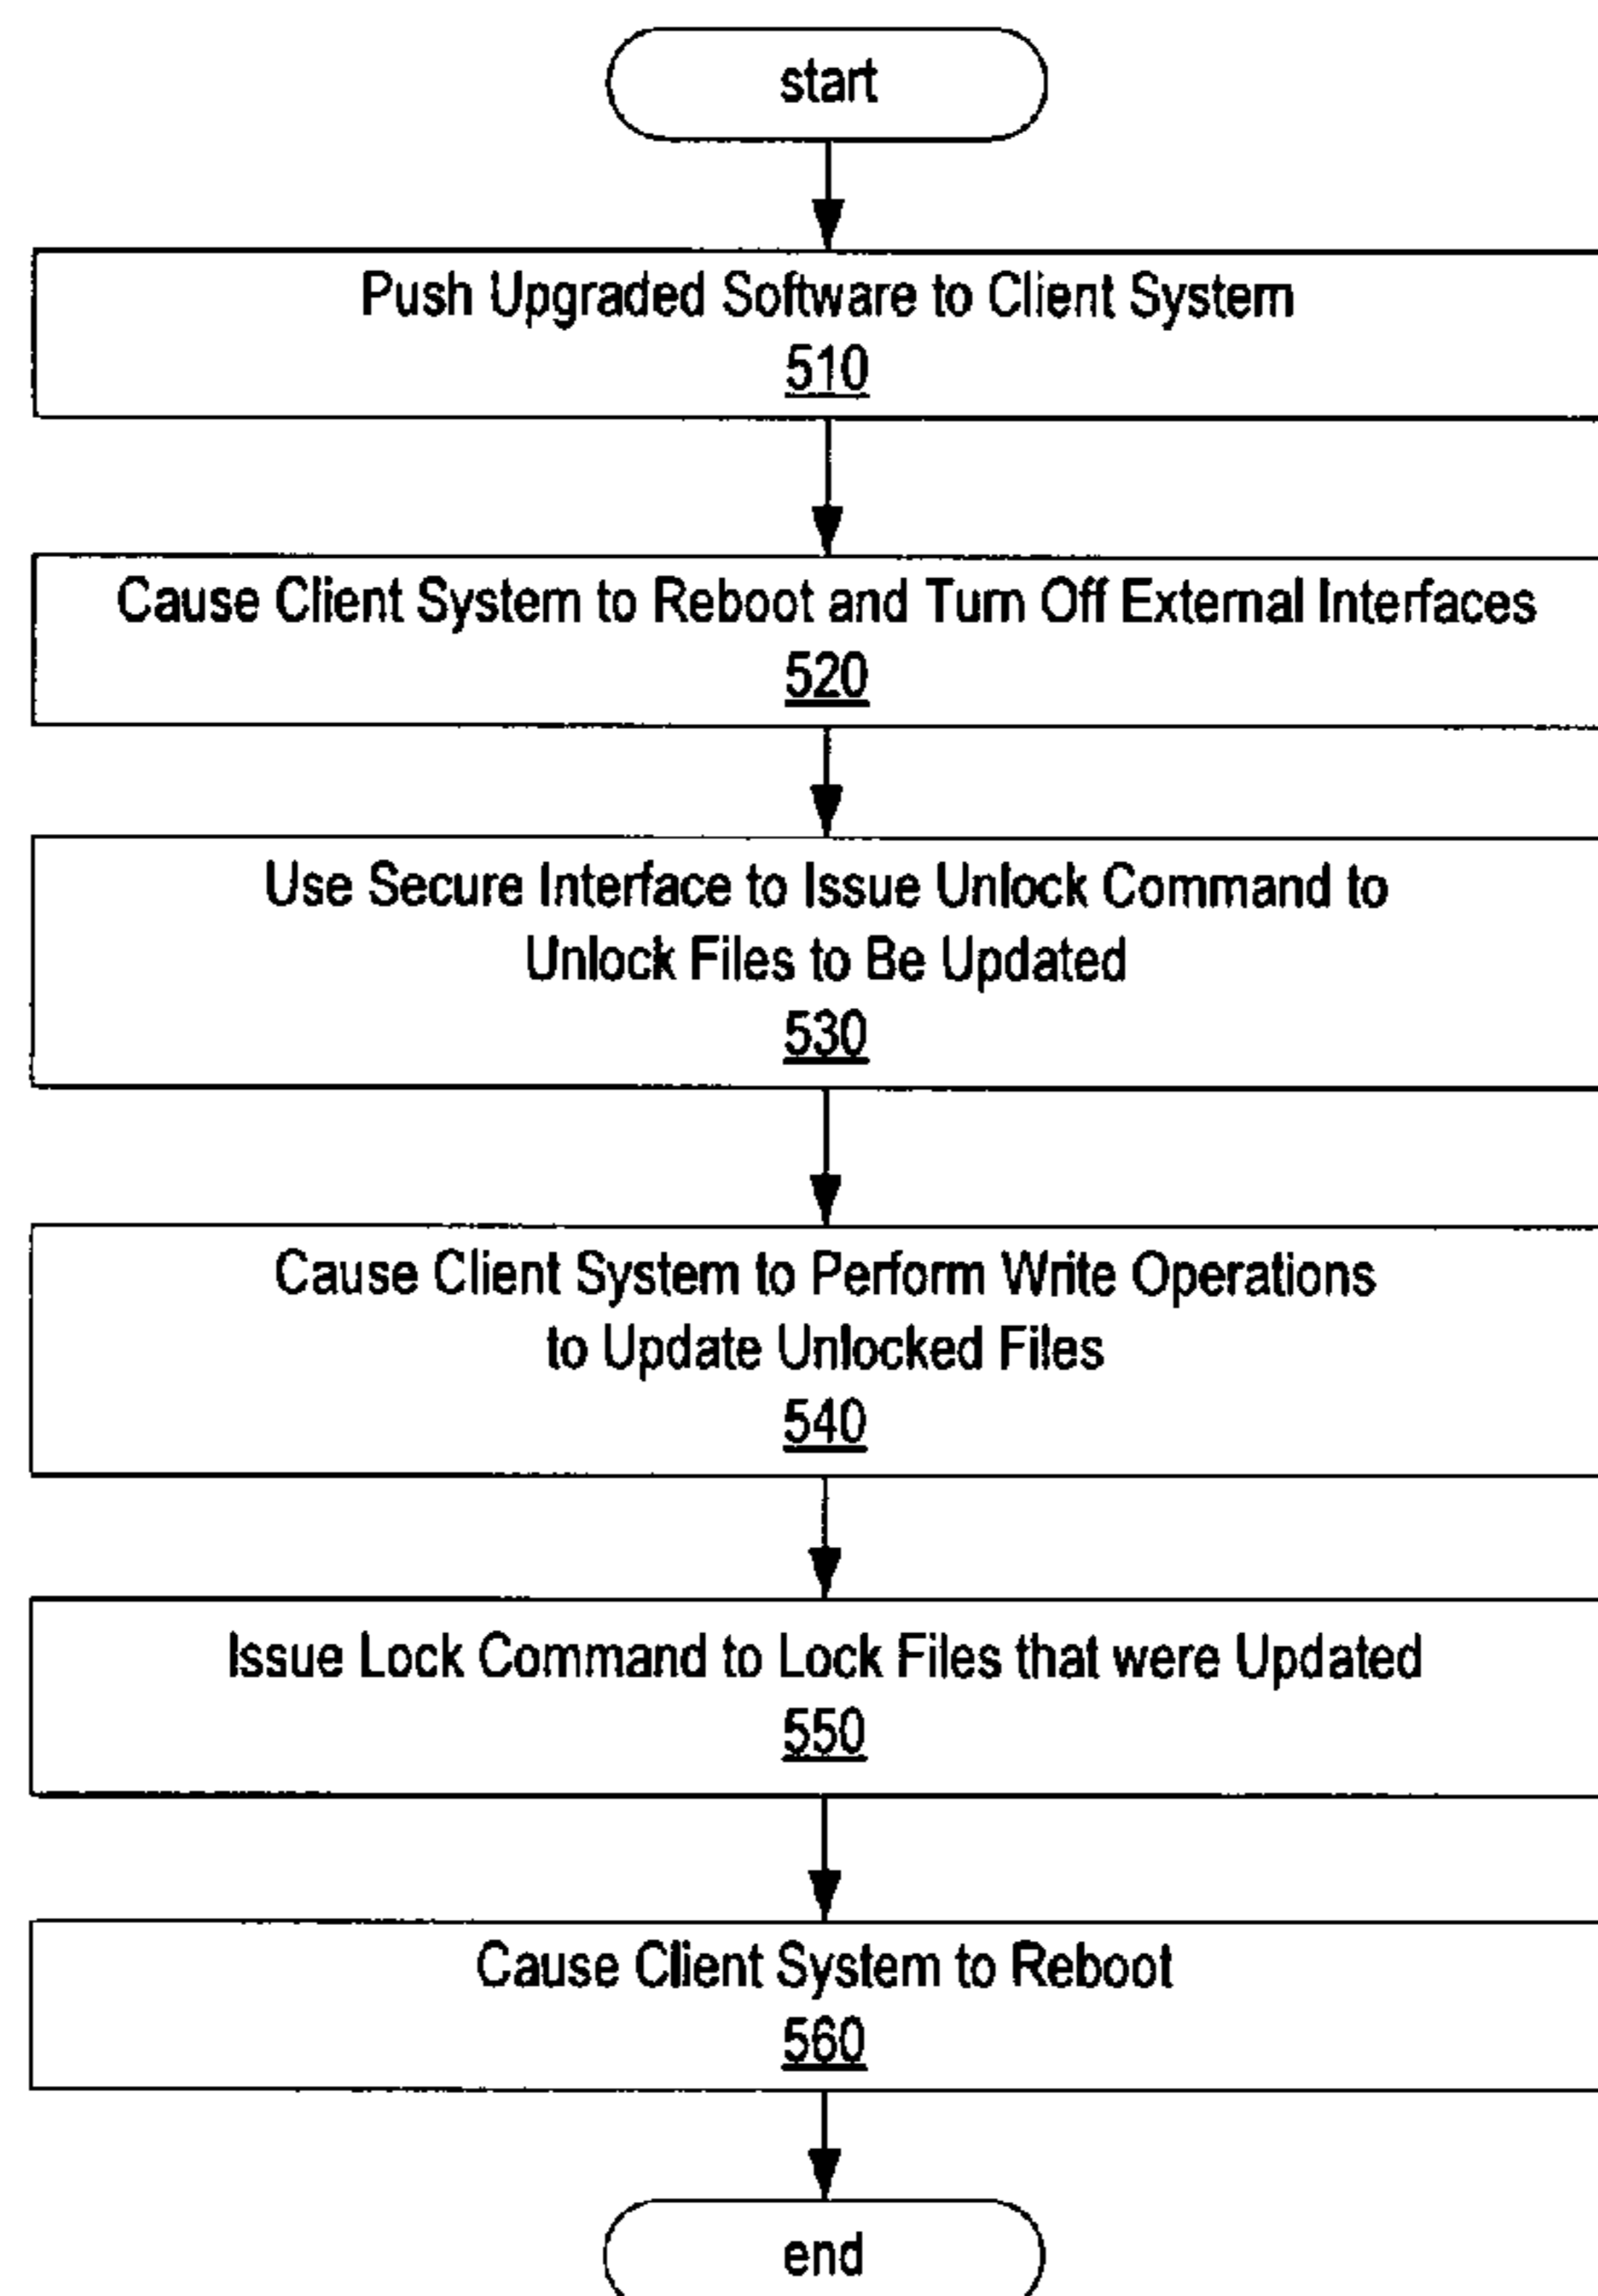 start
Push Upgraded Software to Client System
510
Cause Client System to Reboot and Turn Off External Interfaces
520
Use Secure Interface to Issue Unlock Command to
Unlock Files to Be Updated
530
Cause Client System to Perform Write Operations
to Update Unlocked Files
540
Issue Lock Command to Lock Files that were Updated
550
Cause Client System to Reboot
560
end